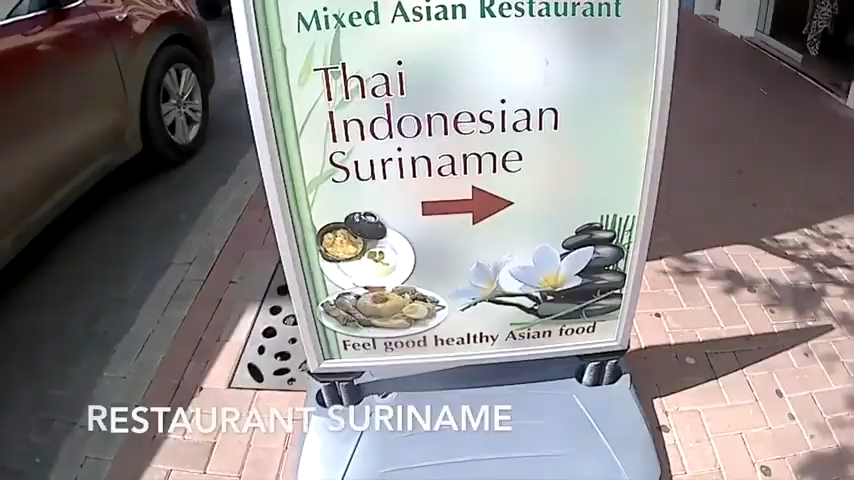 Mixed Asian Restaurant
Thai
Indonesian
Suriname
Feel good healthy Asian food
RESTAURANT SURINAME